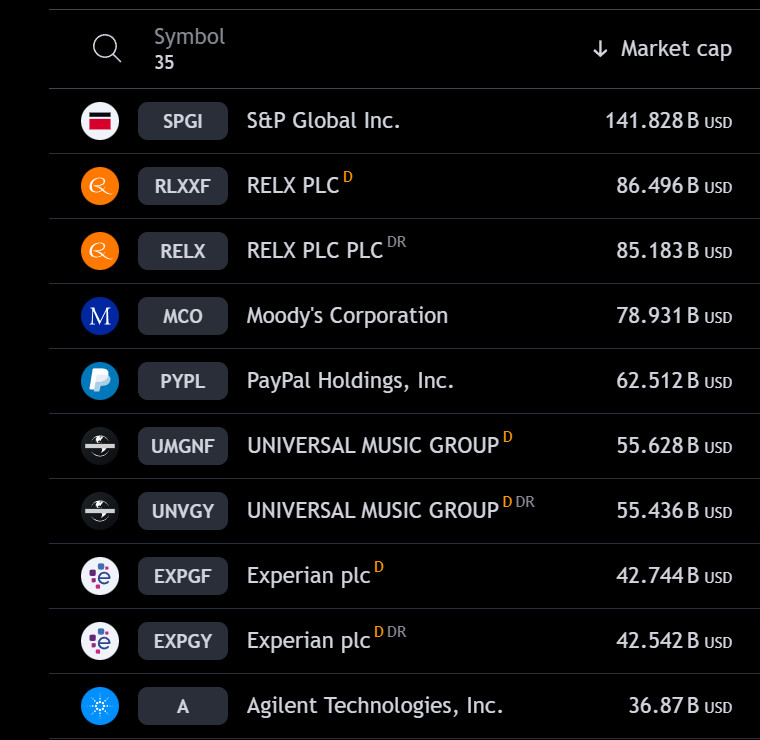 Symbol
35
↓ Market cap
SPGI S&P Global Inc. 141.828 B USD
RLXXF RELX PLC D 86.496 B USD
RELX RELX PLC PLC DR 85.183 B USD
M MCO Moody's Corporation 78.931 B USD
PYPL PayPal Holdings, Inc. 62.512 B USD
UMGNF UNIVERSAL MUSIC GROUP D 55.628 B USD
UNVGY UNIVERSAL MUSIC GROUP D DR 55.436 B USD
e EXPGF Experian plc D 42.744 B USD
e EXPGY Experian plc D DR 42.542 B USD
A Agilent Technologies, Inc. 36.87 B USD